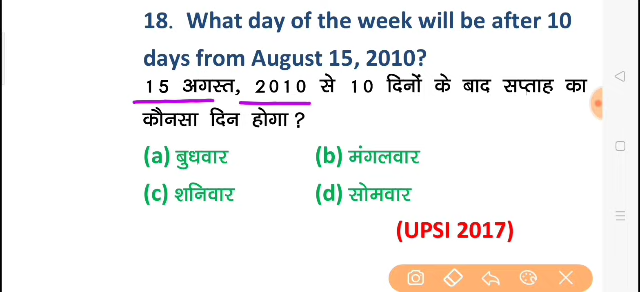 18. What day of the week will be after 10
days from August 15, 2010?
15 अगस्त, 2010 से 10 दिनों के बाद सप्ताह का
कौनसा दिन होगा ?
(a) बुधवार (b) मंगलवार
(c) शनिवार (d) सोमवार
(UPSI 2017)